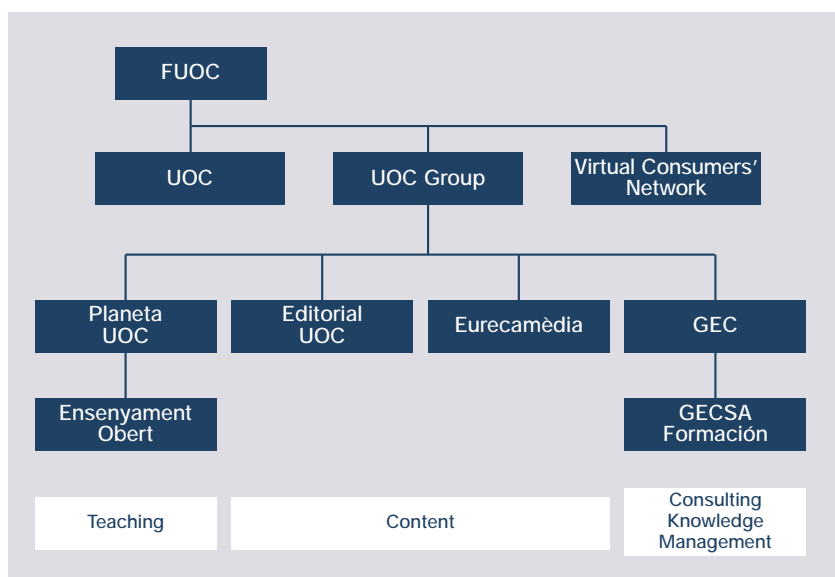 FUOC
UOC
UOC Group
Virtual Consumers'
Network
Planeta
UOC
Editorial
UOC
Eurecamèdia
GEC
Ensenyament
Obert
GECSA
Formación
Teaching
Content
Consulting
Knowledge
Management